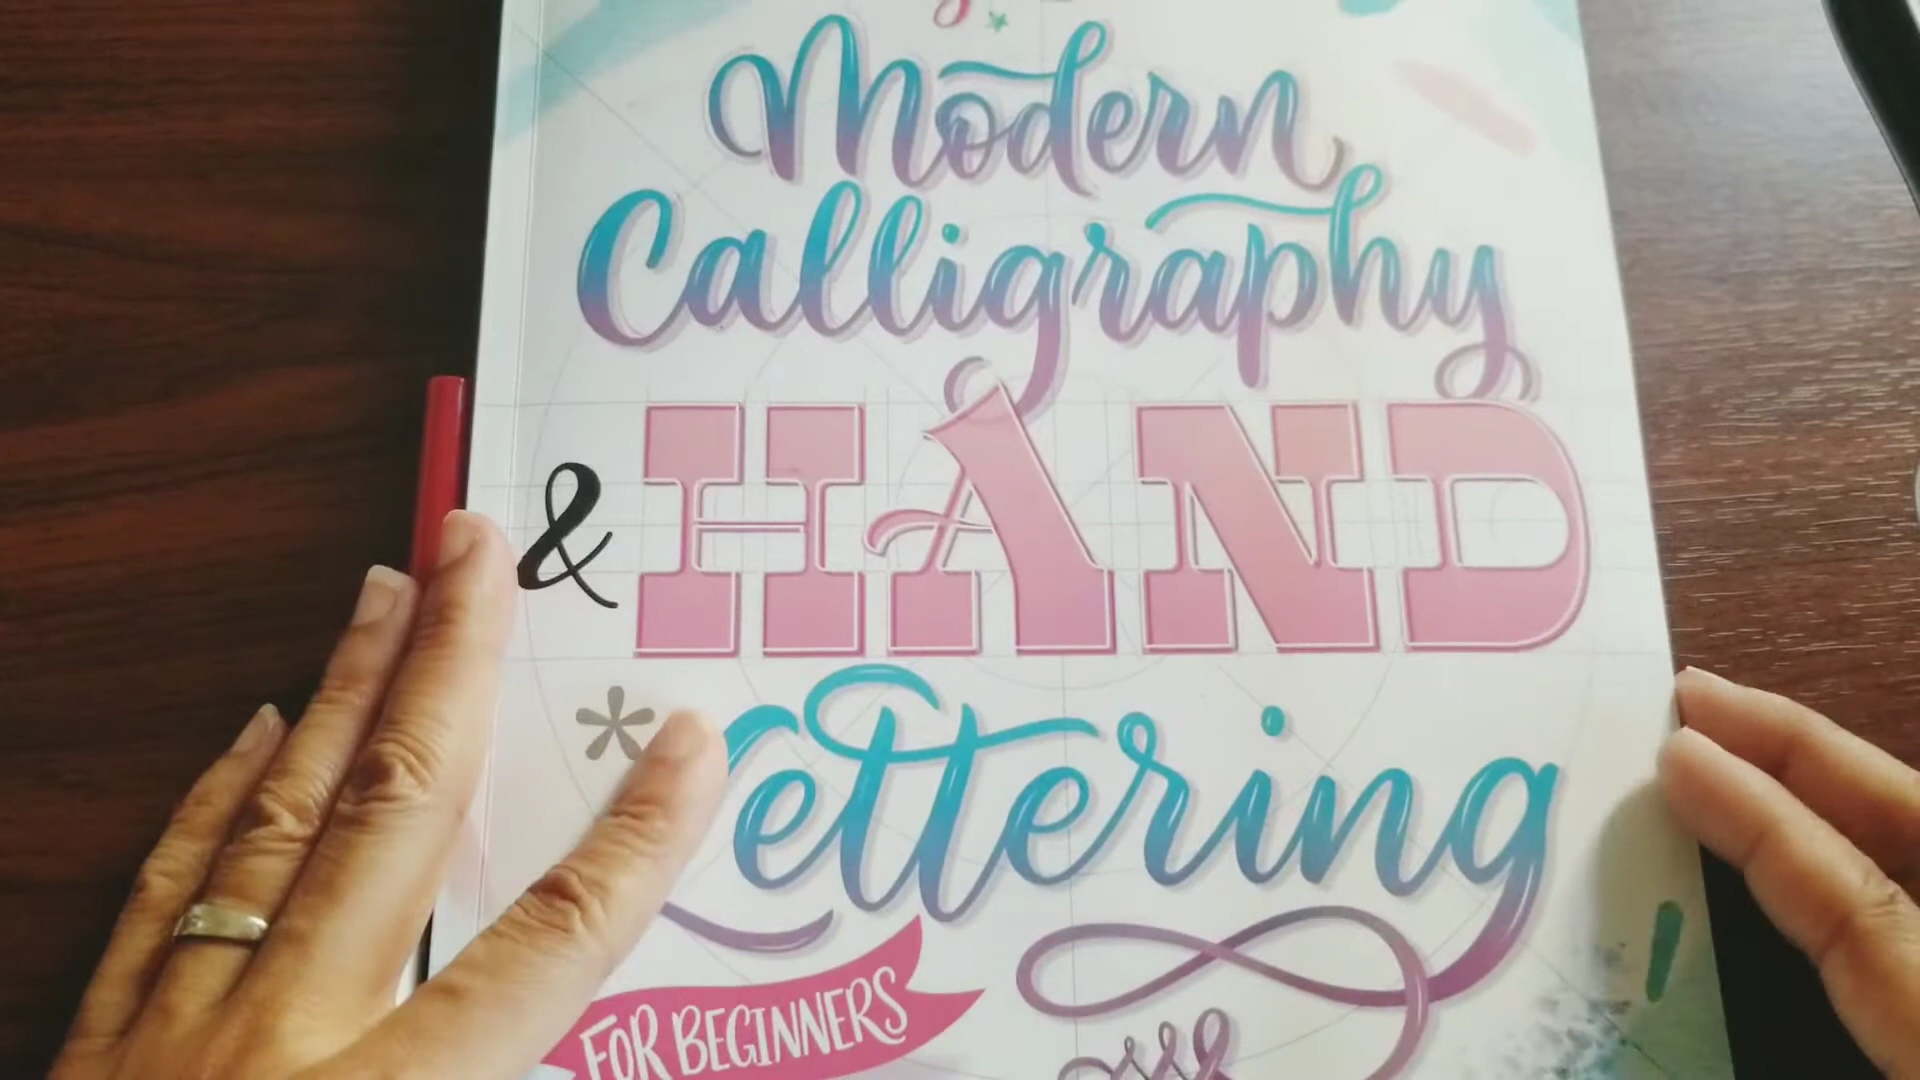 Modern
Calligraphy
& HAND
*Lettering
FOR BEGINNERS